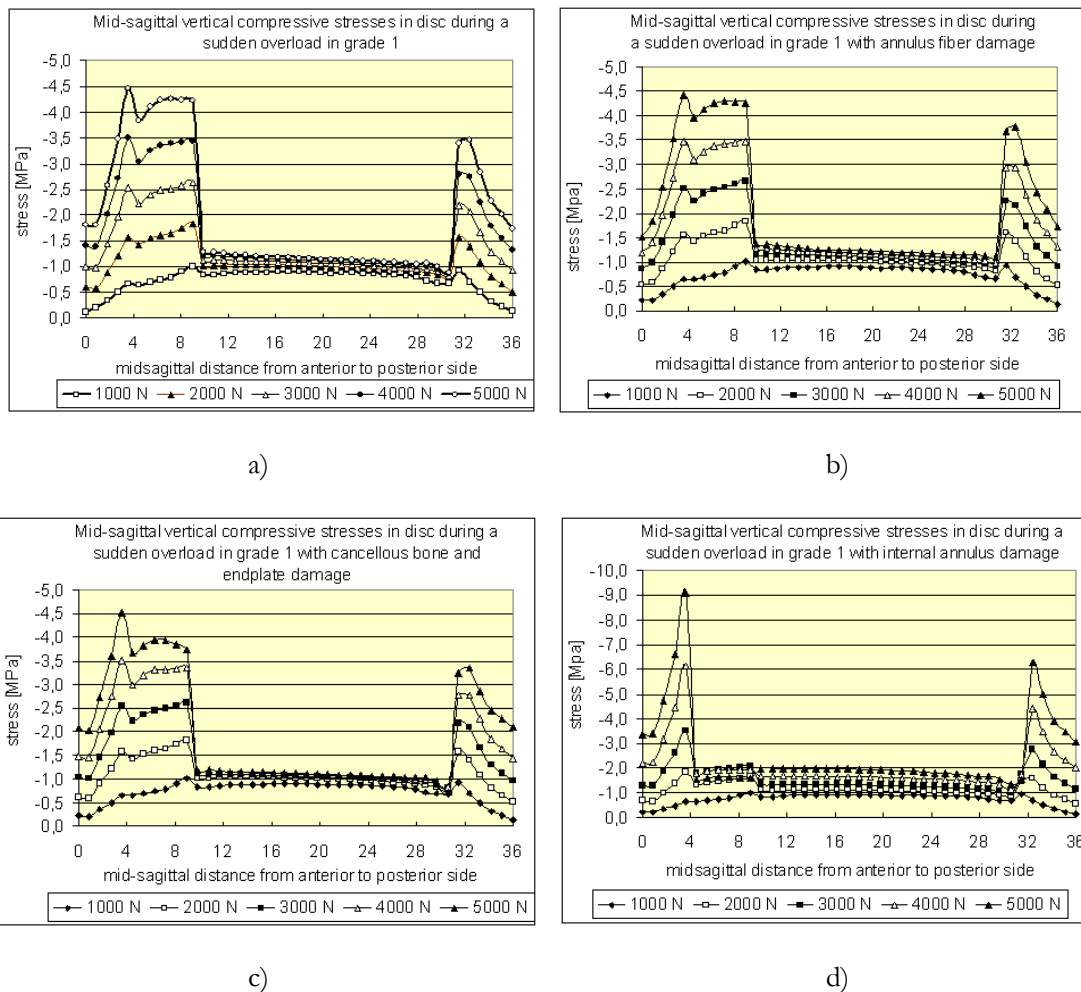 Mid-sagittal vertical compressive stresses in disc during a
sudden overload in grade 1
-5,0
-4,5
-4,0
-3,5
-3,0
-2,5
-2,0
-1,5
-1,0
-0,5
0,0
stress [MPa]
0 4 8 12 16 20 24 28 32 36
midsagittal distance from anterior to posterior side
1000 N 2000 N 3000 N 4000 N 5000 N
a)
Mid-sagittal vertical compressive stresses in disc during
a sudden overload in grade 1 with annulus fiber damage
-5,0
-4,5
-4,0
-3,5
-3,0
-2,5
-2,0
-1,5
-1,0
-0,5
0,0
stress [Mpa]
0 4 8 12 16 20 24 28 32 36
midsagittal distance from anterior to posterior side
1000 N 2000 N 3000 N 4000 N 5000 N
b)
Mid-sagittal vertical compressive stresses in disc during a
sudden overload in grade 1 with cancellous bone and
endplate damage
-5,0
-4,5
-4,0
-3,5
-3,0
-2,5
-2,0
-1,5
-1,0
-0,5
0,0
stress [MPa]
0 4 8 12 16 20 24 28 32 36
mid-sagittal distance from anterior to posterior side
1000 N 2000 N 3000 N 4000 N 5000 N
c)
Mid-sagittal vertical compressive stresses in disc during a
sudden overload in grade 1 with internal annulus damage
-10,0
-9,0
-8,0
-7,0
-6,0
-5,0
-4,0
-3,0
-2,0
-1,0
0,0
stress [Mpa]
0 4 8 12 16 20 24 28 32 36
midsagittal distance from anterior to posterior side
1000 N 2000 N 3000 N 4000 N 5000 N
d)